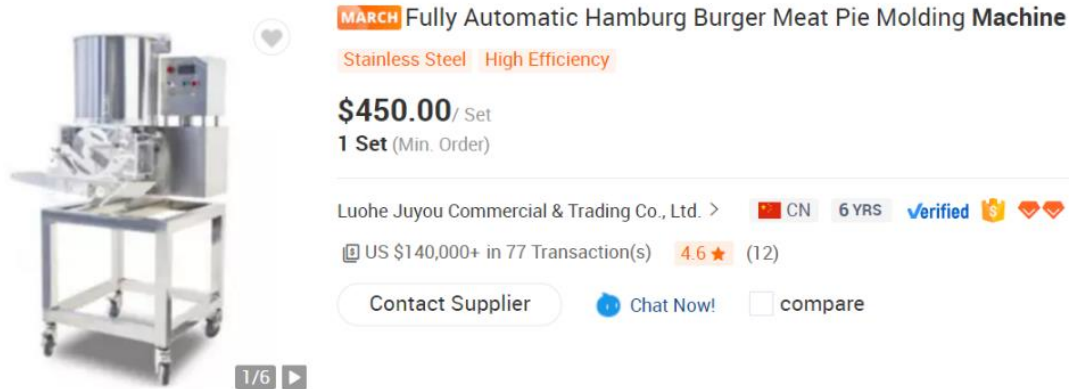 MARCH Fully Automatic Hamburg Burger Meat Pie Molding Machine
Stainless Steel High Efficiency
$450.00/ Set
1 Set (Min. Order)
Luohe Juyou Commercial & Trading Co., Ltd. > CN 6 YRS Verified
US $140,000+ in 77 Transaction(s) 4.6 ★ (12)
Contact Supplier Chat Now! compare
1/6